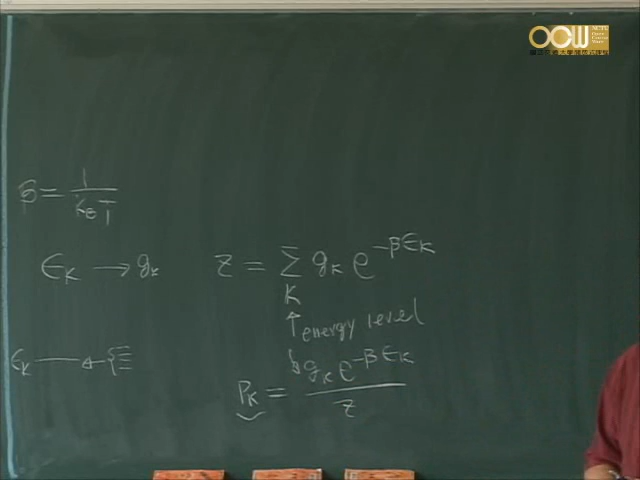 OCW
β = 1 / k_B T
ϵ_K → g_K
z = Σ_K g_K e^{-βϵ_K}
↑ energy level
ϵ_K —← {≡
P_K = g_K e^{-βϵ_K} / z